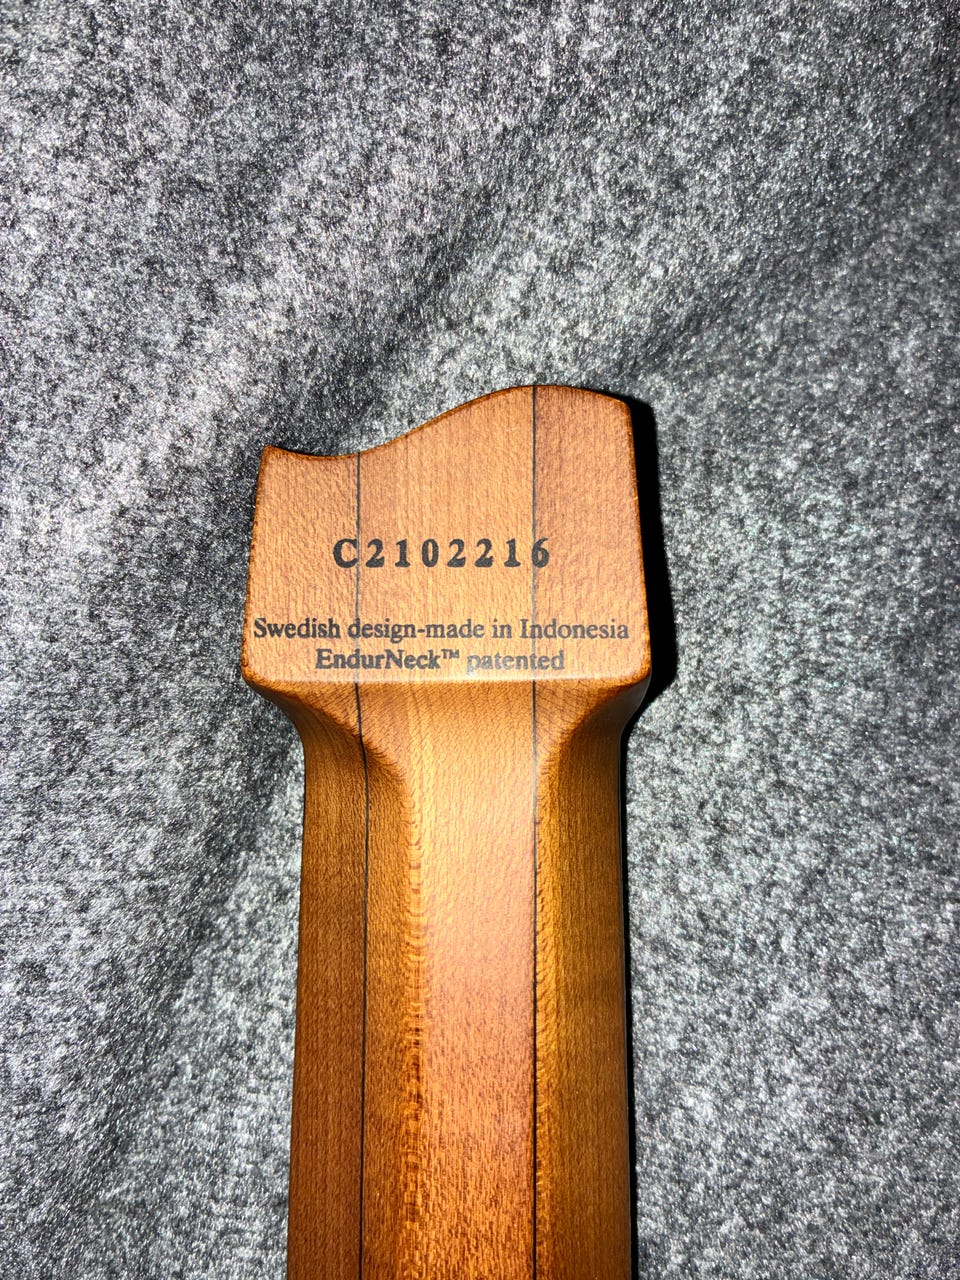 C2102216
Swedish design-made in Indonesia
EndurNeck™ patented